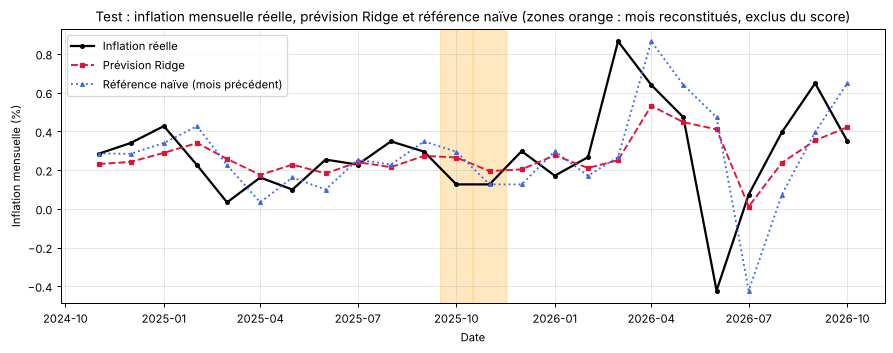 Test : inflation mensuelle réelle, prévision Ridge et référence naïve (zones orange : mois reconstitués, exclus du score)
Inflation réelle
Prévision Ridge
Référence naïve (mois précédent)
Inflation mensuelle (%)
0.8
0.6
0.4
0.2
0.0
−0.2
−0.4
2024-10
2025-01
2025-04
2025-07
2025-10
2026-01
2026-04
2026-07
2026-10
Date